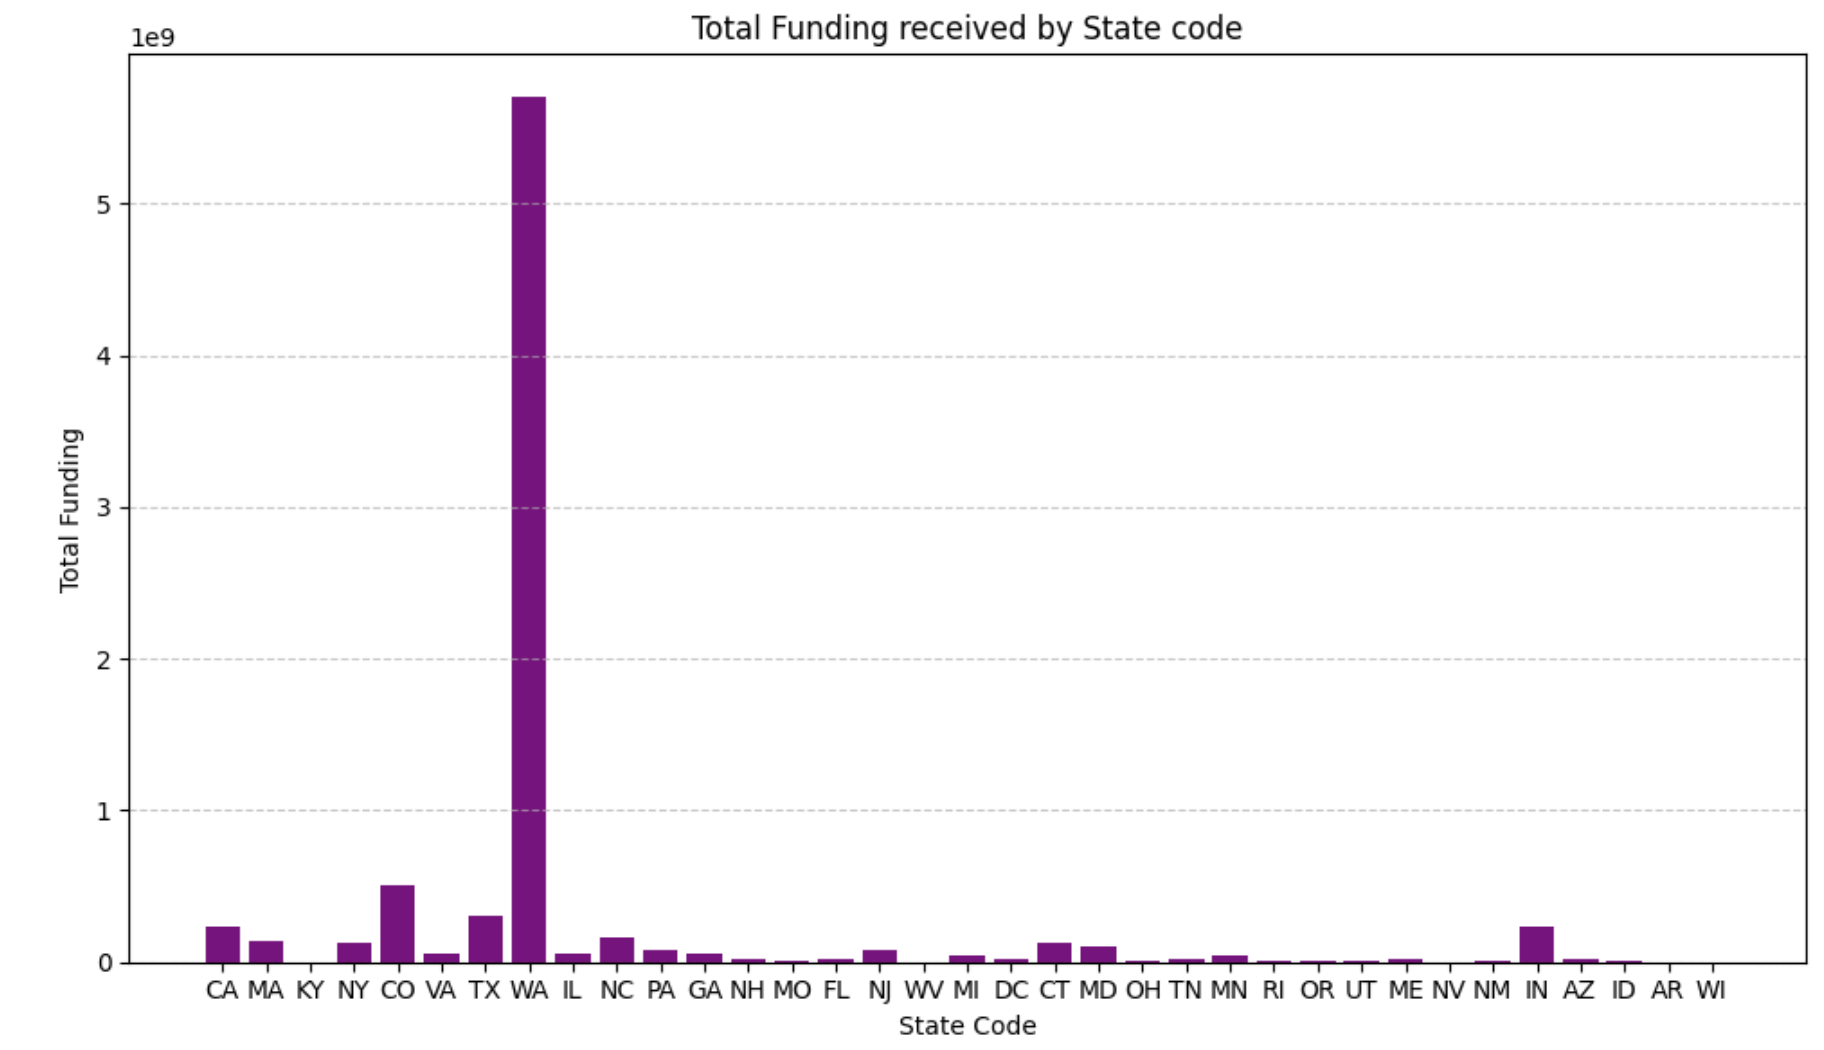 Total Funding received by State code
1e9
5
4
3
2
1
0
Total Funding
CA MA KY NY CO VA TX WA IL NC PA GA NH MO FL NJ WV MI DC CT MD OH TN MN RI OR UT ME NV NM IN AZ ID AR WI
State Code